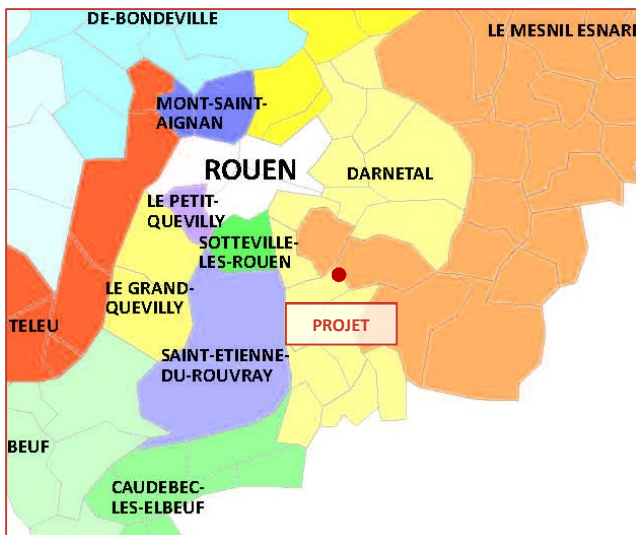 DE-BONDEVILLE
LE MESNIL ESNARI
MONT-SAINT-
AIGNAN
ROUEN
DARNETAL
LE PETIT-
QUEVILLY
SOTTEVILLE-
LES-ROUEN
LE GRAND-
QUEVILLY
TELEU
PROJET
SAINT-ETIENNE-
DU-ROUVRAY
BEUF
CAUDEBEC-
LES-ELBEUF